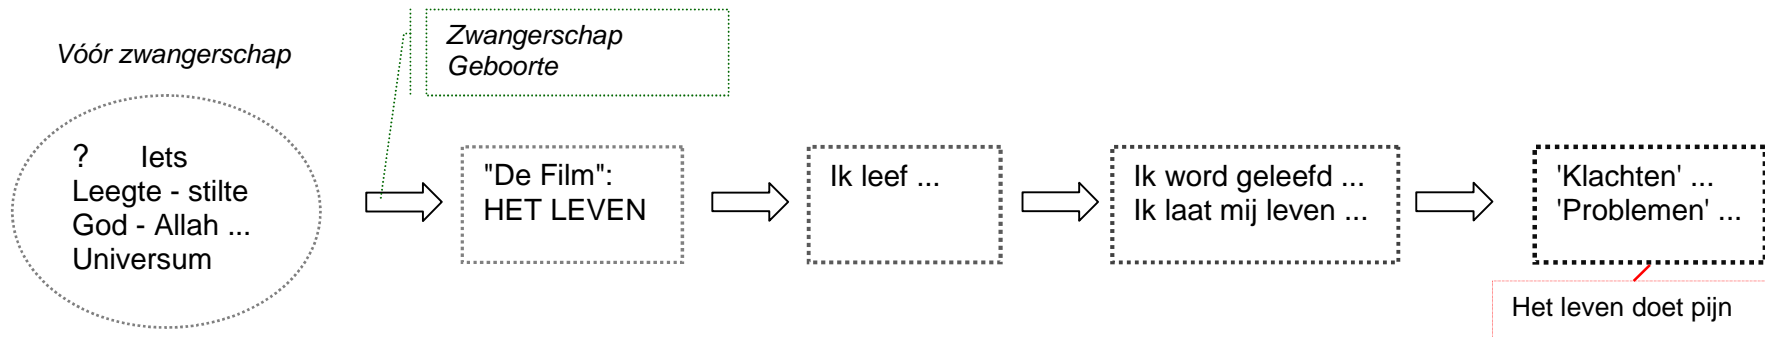 Vóór zwangerschap
Zwangerschap
Geboorte
? Iets
Leegte - stilte
God - Allah ...
Universum
"De Film":
HET LEVEN
Ik leef ...
Ik word geleefd ...
Ik laat mij leven ...
'Klachten' ...
'Problemen' ...
Het leven doet pijn